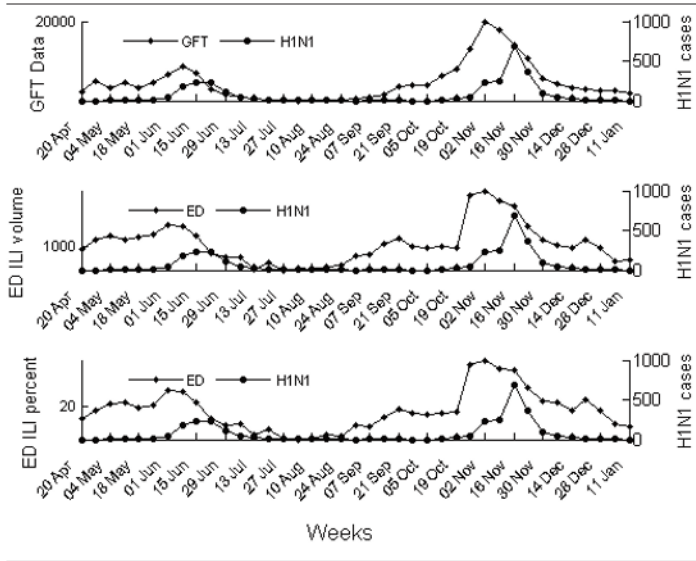 20000
1000
GFT
H1N1
GFT Data
500
H1N1 cases
0
20 Apr
04 May
18 May
01 Jun
15 Jun
29 Jun
13 Jul
27 Jul
10 Aug
24 Aug
07 Sep
21 Sep
05 Oct
19 Oct
02 Nov
16 Nov
30 Nov
14 Dec
28 Dec
11 Jan
1000
ED
H1N1
ED ILI volume
1000
500
H1N1 cases
0
20 Apr
04 May
18 May
01 Jun
15 Jun
29 Jun
13 Jul
27 Jul
10 Aug
24 Aug
07 Sep
21 Sep
05 Oct
19 Oct
02 Nov
16 Nov
30 Nov
14 Dec
28 Dec
11 Jan
1000
ED
H1N1
ED ILI percent
20
500
H1N1 cases
0
20 Apr
04 May
18 May
01 Jun
15 Jun
29 Jun
13 Jul
27 Jul
10 Aug
24 Aug
07 Sep
21 Sep
05 Oct
19 Oct
02 Nov
16 Nov
30 Nov
14 Dec
28 Dec
11 Jan
Weeks